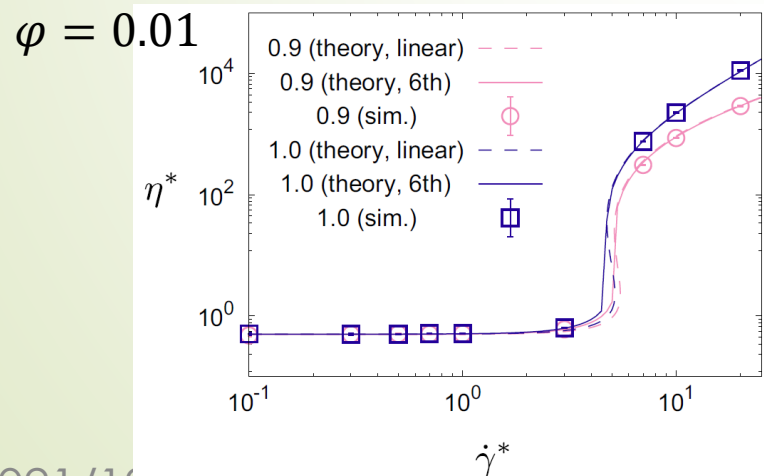 φ = 0.01
0.9 (theory, linear)
0.9 (theory, 6th)
0.9 (sim.)
1.0 (theory, linear)
1.0 (theory, 6th)
1.0 (sim.)
10^4
10^2
10^0
η*
10^-1
10^0
10^1
γ̇*